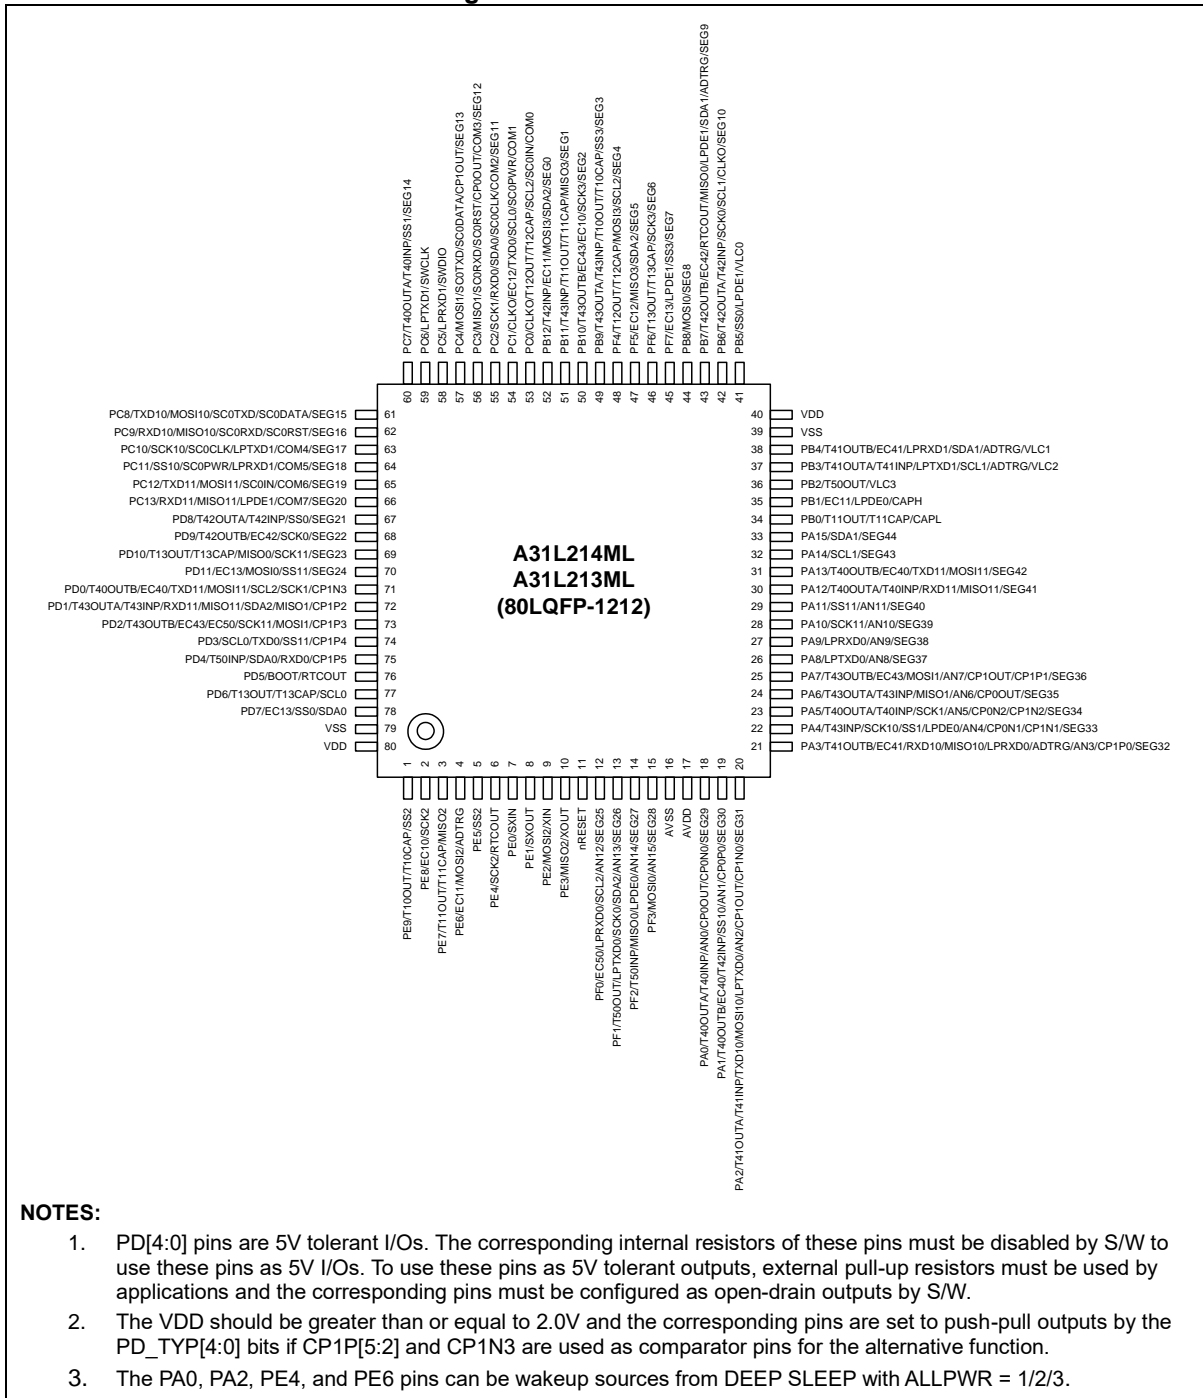 PC7/T40OUTA/T40INP/SS1/SEG14
PC6/LPTXD1/SWCLK
PC5/LPRXD1/SWDIO
PC4/MOSI1/SC0TXD/SC0DATA/CP1OUT/SEG13
PC3/MISO1/SC0RXD/SC0RST/CP0OUT/COM3/SEG12
PC2/SCK1/RXD0/SDA0/SC0CLK/COM2/SEG11
PC1/CLKO/EC12/TXD0/SCL0/SC0PWR/COM1
PC0/CLKO/T12OUT/T12CAP/SCL2/SC0IN/COM0
PB12/T42INP/EC11/MOSI3/SDA2/SEG0
PB11/T43INP/T11OUT/T11CAP/MISO3/SEG1
PB10/T43OUTB/EC43/EC10/SCK3/SEG2
PB9/T43OUTA/T43INP/T10OUT/T10CAP/SS3/SEG3
PF4/T12OUT/T12CAP/MOSI3/SCL2/SEG4
PF5/EC12/MISO3/SDA2/SEG5
PF6/T13OUT/T13CAP/SCK3/SEG6
PF7/EC13/LPDE1/SS3/SEG7
PB8/MOSI0/SEG8
PB7/T42OUTB/EC42/RTCOUT/MISO0/LPDE1/SDA1/ADTRG/SEG9
PB6/T42OUTA/T42INP/SCK0/SCL1/CLKO/SEG10
PB5/SS0/LPDE1/VLC0
60 59 58 57 56 55 54 53 52 51 50 49 48 47 46 45 44 43 42 41
PC8/TXD10/MOSI10/SC0TXD/SC0DATA/SEG15 61
PC9/RXD10/MISO10/SC0RXD/SC0RST/SEG16 62
PC10/SCK10/SC0CLK/LPTXD1/COM4/SEG17 63
PC11/SS10/SC0PWR/LPRXD1/COM5/SEG18 64
PC12/TXD11/MOSI11/SC0IN/COM6/SEG19 65
PC13/RXD11/MISO11/LPDE1/COM7/SEG20 66
PD8/T42OUTA/T42INP/SS0/SEG21 67
PD9/T42OUTB/EC42/SCK0/SEG22 68
PD10/T13OUT/T13CAP/MISO0/SCK11/SEG23 69
PD11/EC13/MOSI0/SS11/SEG24 70
PD0/T40OUTB/EC40/TXD11/MOSI11/SCL2/SCK1/CP1N3 71
PD1/T43OUTA/T43INP/RXD11/MISO11/SDA2/MISO1/CP1P2 72
PD2/T43OUTB/EC43/EC50/SCK11/MOSI1/CP1P3 73
PD3/SCL0/TXD0/SS11/CP1P4 74
PD4/T50INP/SDA0/RXD0/CP1P5 75
PD5/BOOT/RTCOUT 76
PD6/T13OUT/T13CAP/SCL0 77
PD7/EC13/SS0/SDA0 78
VSS 79
VDD 80
A31L214ML
A31L213ML
(80LQFP-1212)
40 VDD
39 VSS
38 PB4/T41OUTB/EC41/LPRXD1/SDA1/ADTRG/VLC1
37 PB3/T41OUTA/T41INP/LPTXD1/SCL1/ADTRG/VLC2
36 PB2/T50OUT/VLC3
35 PB1/EC11/LPDE0/CAPH
34 PB0/T11OUT/T11CAP/CAPL
33 PA15/SDA1/SEG44
32 PA14/SCL1/SEG43
31 PA13/T40OUTB/EC40/TXD11/MOSI11/SEG42
30 PA12/T40OUTA/T40INP/RXD11/MISO11/SEG41
29 PA11/SS11/AN11/SEG40
28 PA10/SCK11/AN10/SEG39
27 PA9/LPRXD0/AN9/SEG38
26 PA8/LPTXD0/AN8/SEG37
25 PA7/T43OUTB/EC43/MOSI1/AN7/CP1OUT/CP1P1/SEG36
24 PA6/T43OUTA/T43INP/MISO1/AN6/CP0OUT/SEG35
23 PA5/T40OUTA/T40INP/SCK1/AN5/CP0N2/CP1N2/SEG34
22 PA4/T43INP/SCK10/SS1/LPDE0/AN4/CP0N1/CP1N1/SEG33
21 PA3/T41OUTB/EC41/RXD10/MISO10/LPRXD0/ADTRG/AN3/CP1P0/SEG32
1 2 3 4 5 6 7 8 9 10 11 12 13 14 15 16 17 18 19 20
PE9/T10OUT/T10CAP/SS2
PE8/EC10/SCK2
PE7/T11OUT/T11CAP/MISO2
PE6/EC11/MOSI2/ADTRG
PE5/SS2
PE4/SCK2/RTCOUT
PE0/SXIN
PE1/SXOUT
PE2/MOSI2/XIN
PE3/MISO2/XOUT
nRESET
PF0/EC50/LPRXD0/SCL2/AN12/SEG25
PF1/T50OUT/LPTXD0/SCK0/SDA2/AN13/SEG26
PF2/T50INP/MISO0/LPDE0/AN14/SEG27
PF3/MOSI0/AN15/SEG28
AVSS
AVDD
PA0/T40OUTA/T40INP/AN0/CP0OUT/CP0N0/SEG29
PA1/T40OUTB/EC40/T42INP/SS10/AN1/CP0P0/SEG30
PA2/T41OUTA/T41INP/TXD10/MOSI10/LPTXD0/AN2/CP1OUT/CP1N0/SEG31
NOTES:
1. PD[4:0] pins are 5V tolerant I/Os. The corresponding internal resistors of these pins must be disabled by S/W to
use these pins as 5V I/Os. To use these pins as 5V tolerant outputs, external pull-up resistors must be used by
applications and the corresponding pins must be configured as open-drain outputs by S/W.
2. The VDD should be greater than or equal to 2.0V and the corresponding pins are set to push-pull outputs by the
PD_TYP[4:0] bits if CP1P[5:2] and CP1N3 are used as comparator pins for the alternative function.
3. The PA0, PA2, PE4, and PE6 pins can be wakeup sources from DEEP SLEEP with ALLPWR = 1/2/3.